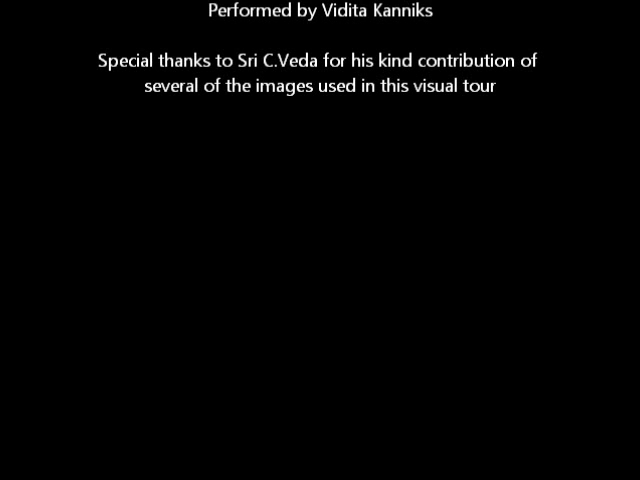 Performed by Vidita Kanniks
Special thanks to Sri C.Veda for his kind contribution of
several of the images used in this visual tour